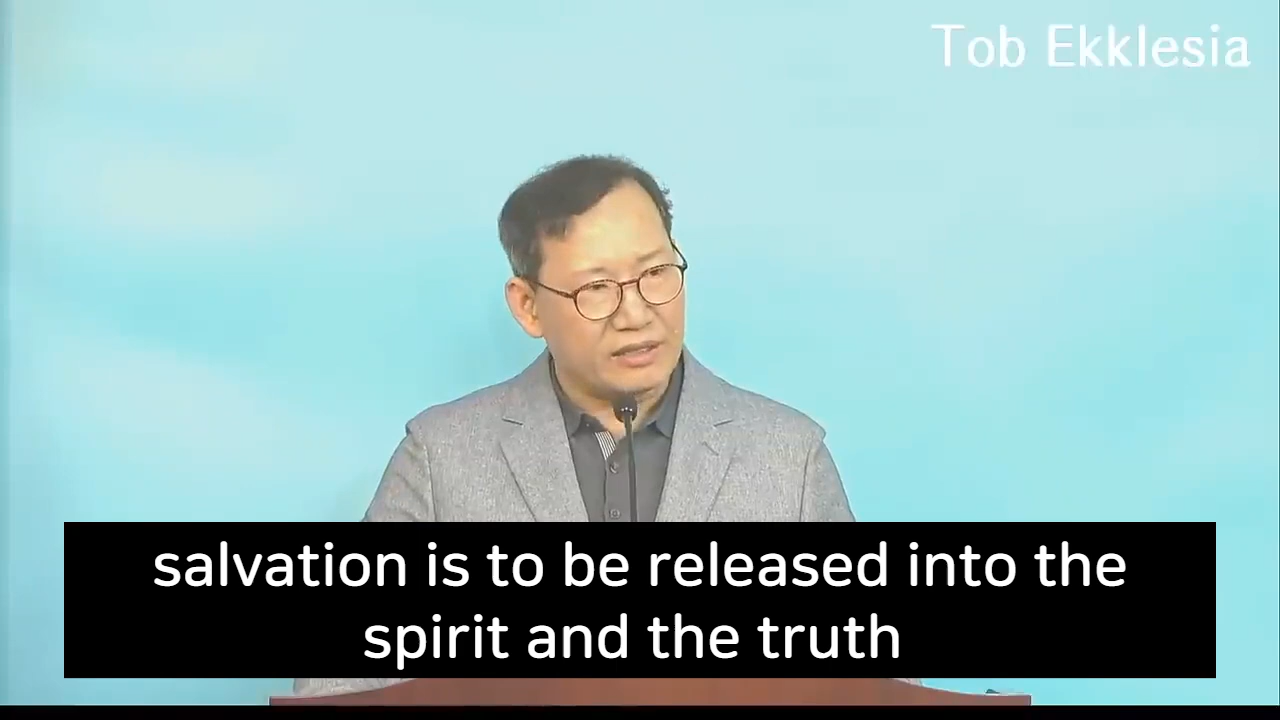 Tob Ekklesia
salvation is to be released into the
spirit and the truth